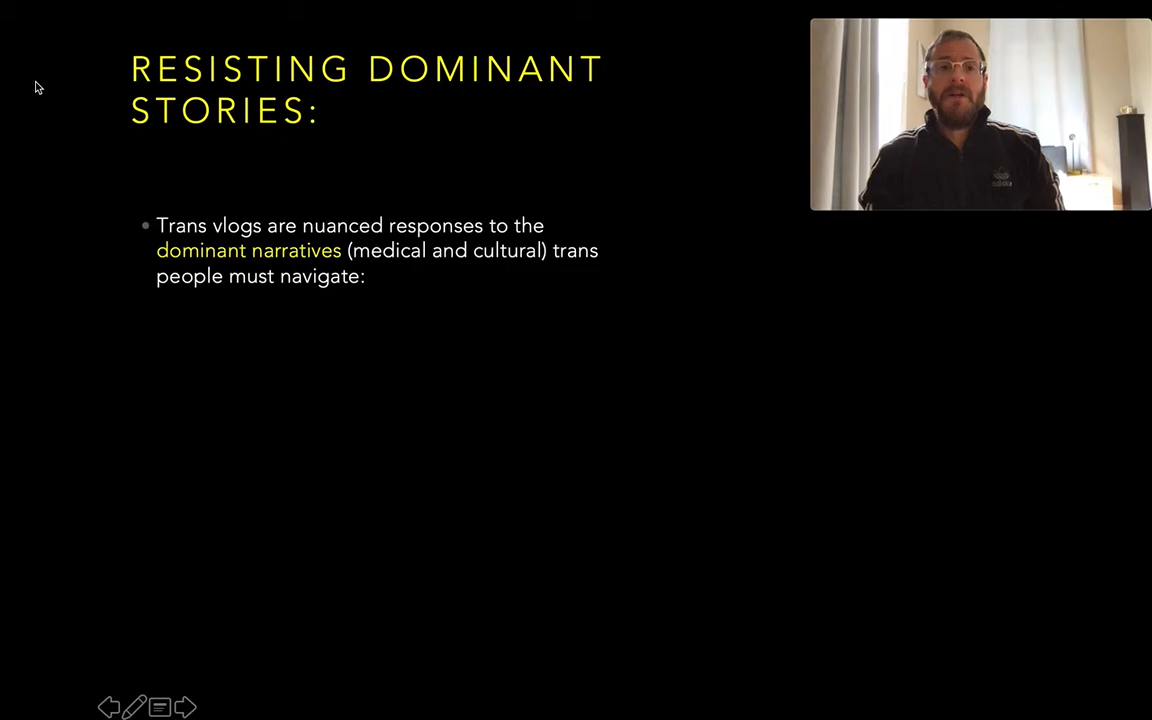 RESISTING DOMINANT
STORIES:
Trans vlogs are nuanced responses to the
dominant narratives (medical and cultural) trans
people must navigate: